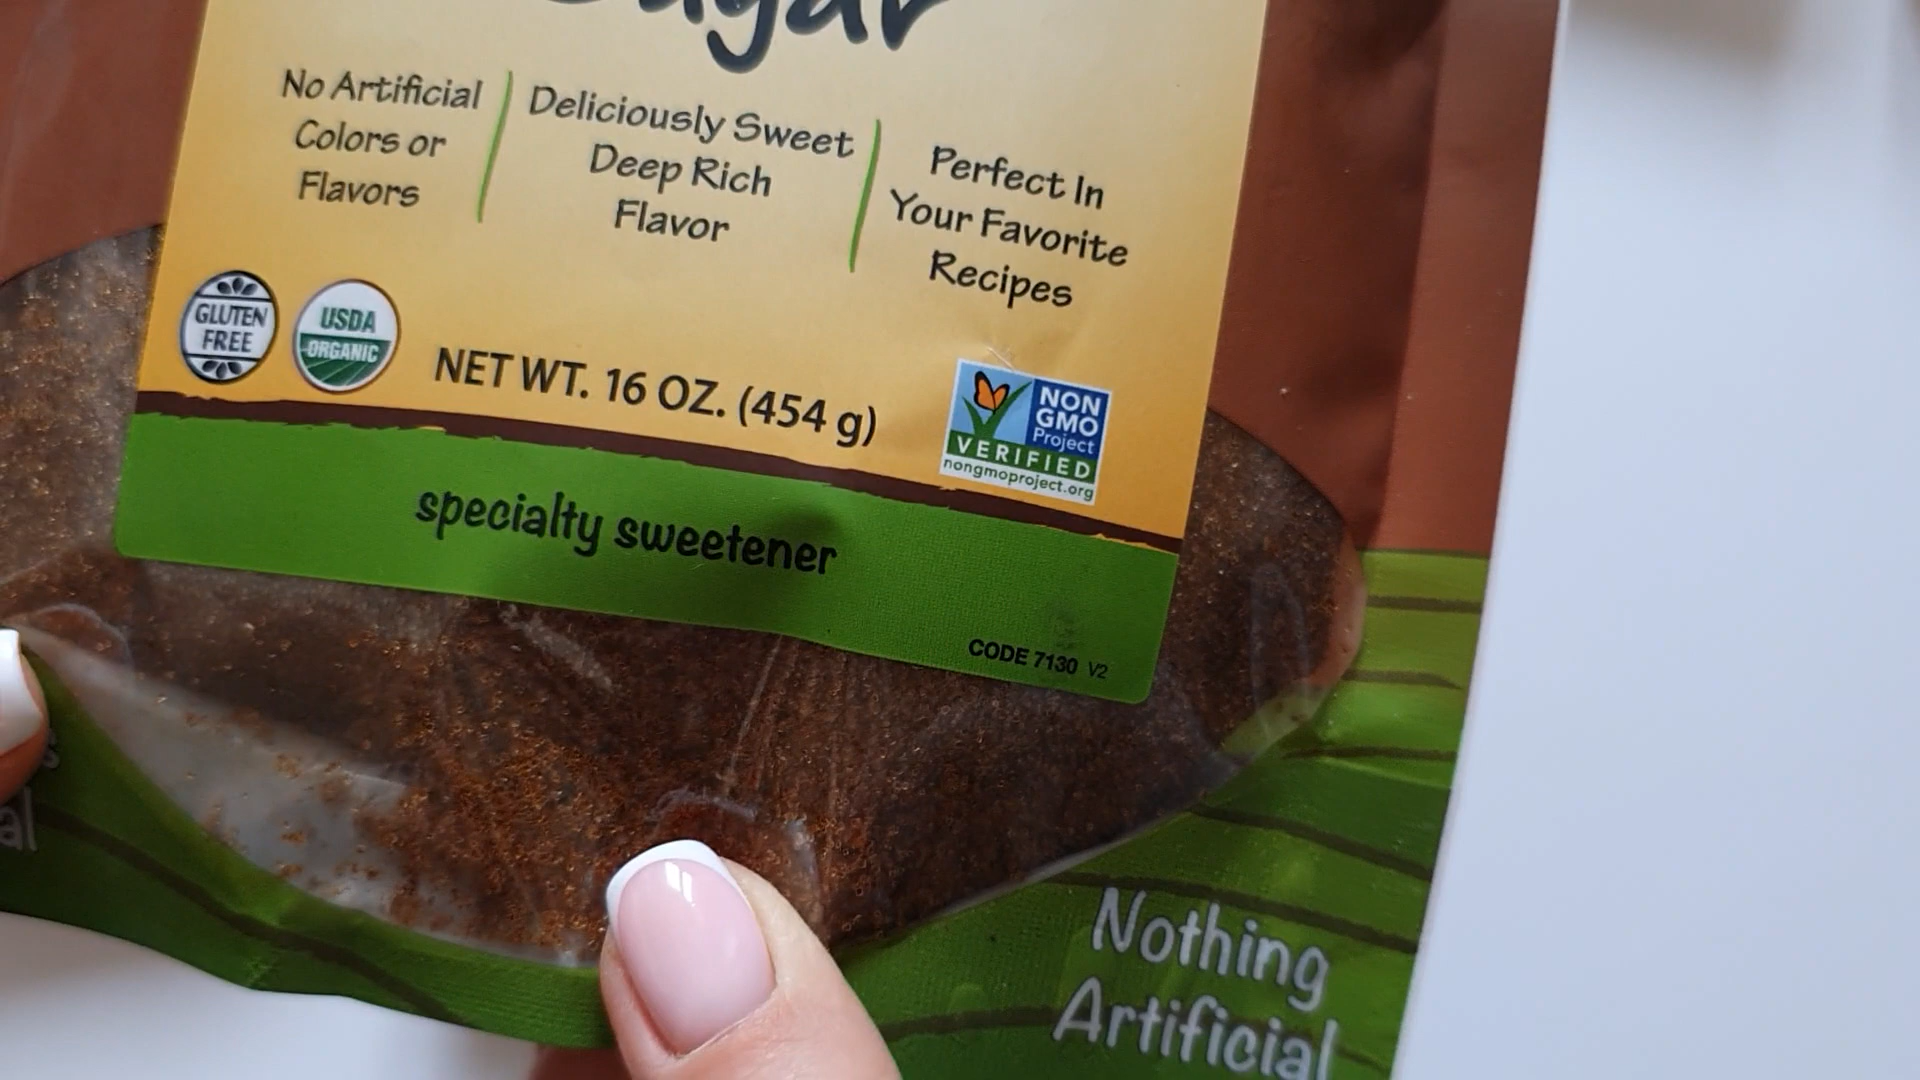 Sugar
No Artificial
Colors or
Flavors
Deliciously Sweet
Deep Rich
Flavor
Perfect In
Your Favorite
Recipes
GLUTEN
FREE
USDA
ORGANIC
NET WT. 16 OZ. (454 g)
NON
GMO
Project
VERIFIED
nongmoproject.org
specialty sweetener
CODE 7130 V2
Nothing
Artificial